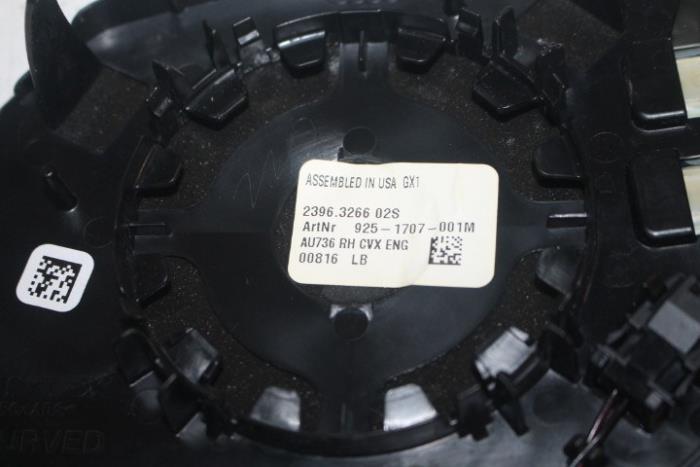 ASSEMBLED IN USA GX1
2396.3266 02S
ArtNr 925-1707-001M
AU736 RH CVX ENG
00816 LB